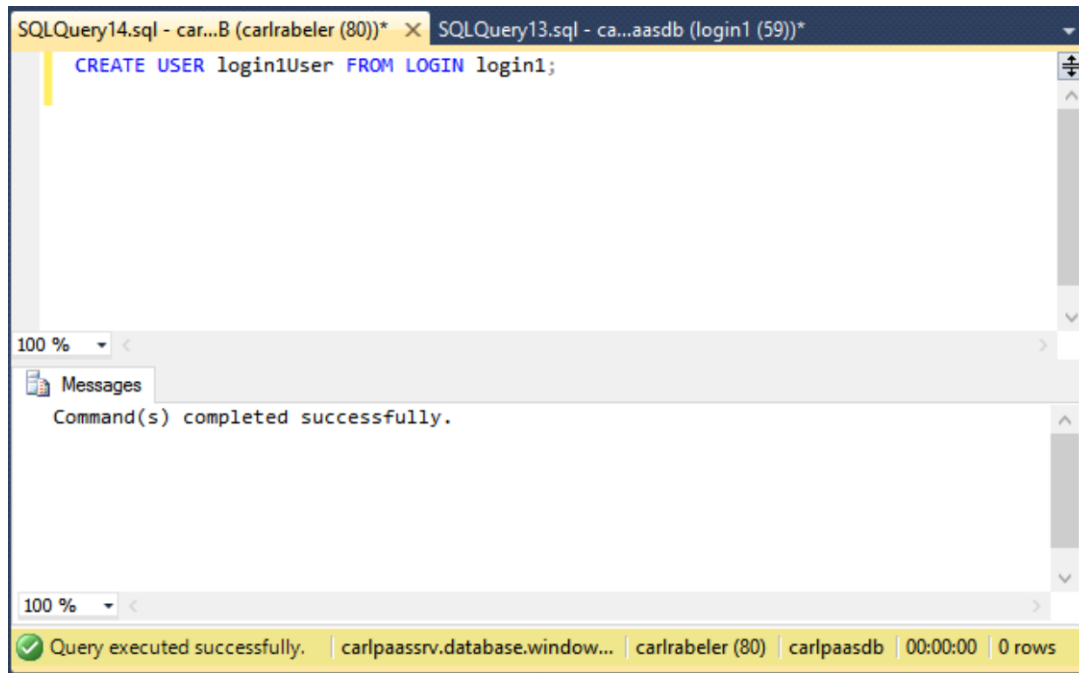 SQLQuery14.sql - car...B (carlrabeler (80))* SQLQuery13.sql - ca...aasdb (login1 (59))*
CREATE USER login1User FROM LOGIN login1;
100 %
Messages
Command(s) completed successfully.
100 %
Query executed successfully. carlpaassrv.database.window... carlrabeler (80) carlpaasdb 00:00:00 0 rows